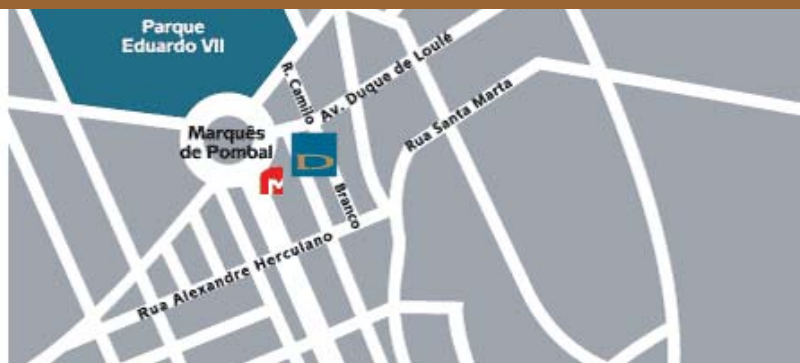 Parque
Eduardo VII
R. Camilo
Av. Duque de Loulé
Rua Santa Marta
Marquês
de Pombal
D
M
Branco
Rua Alexandre Herculano